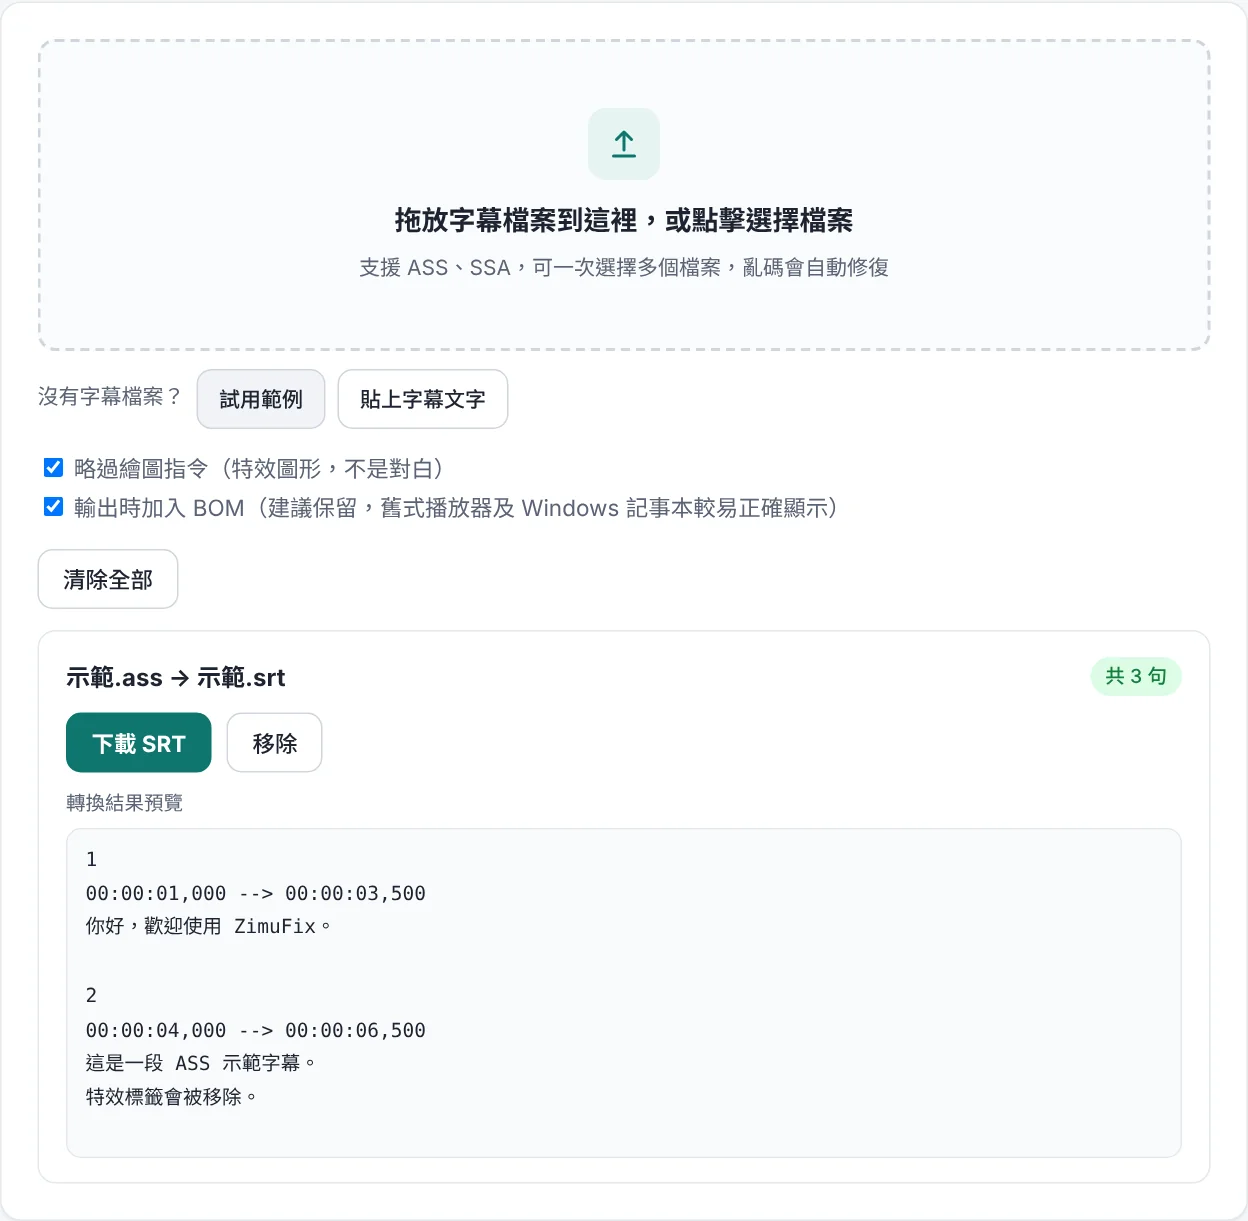 拖放字幕檔案到這裡，或點擊選擇檔案
支援 ASS、SSA，可一次選擇多個檔案，亂碼會自動修復
沒有字幕檔案？ 試用範例 貼上字幕文字
略過繪圖指令（特效圖形，不是對白）
輸出時加入 BOM（建議保留，舊式播放器及 Windows 記事本較易正確顯示）
清除全部
示範.ass → 示範.srt 共 3 句
下載 SRT 移除
轉換結果預覽
1
00:00:01,000 --> 00:00:03,500
你好，歡迎使用 ZimuFix。
2
00:00:04,000 --> 00:00:06,500
這是一段 ASS 示範字幕。
特效標籤會被移除。